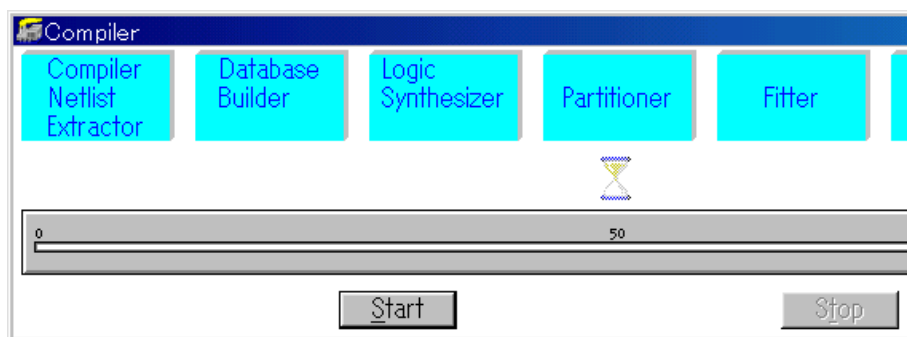 Compiler
Compiler
Netlist
Extractor
Database
Builder
Logic
Synthesizer
Partitioner
Fitter
0
50
Start
Stop